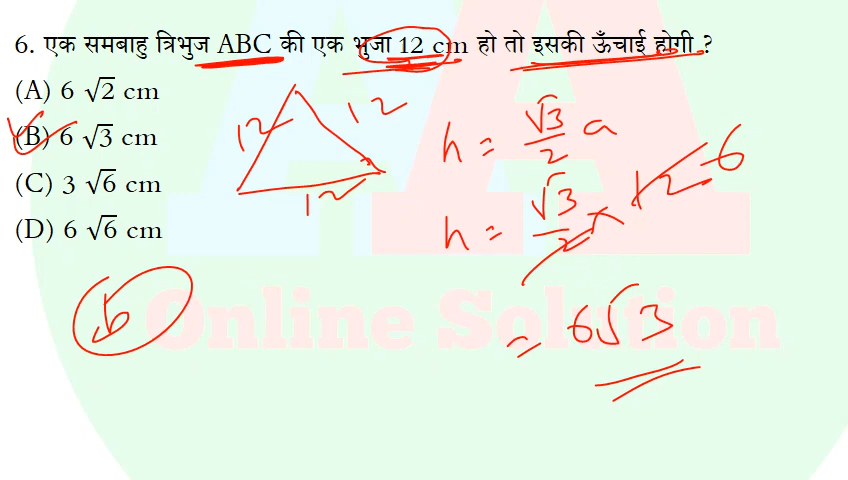 6. एक समबाहु त्रिभुज ABC की एक भुजा 12 cm हो तो इसकी ऊँचाई होगी ?
(A) 6 √2 cm
(B) 6 √3 cm
(C) 3 √6 cm
(D) 6 √6 cm
12 12
12
h = √3/2 a
h = √3/2 × 12 6
= 6√3
b
Online Solution